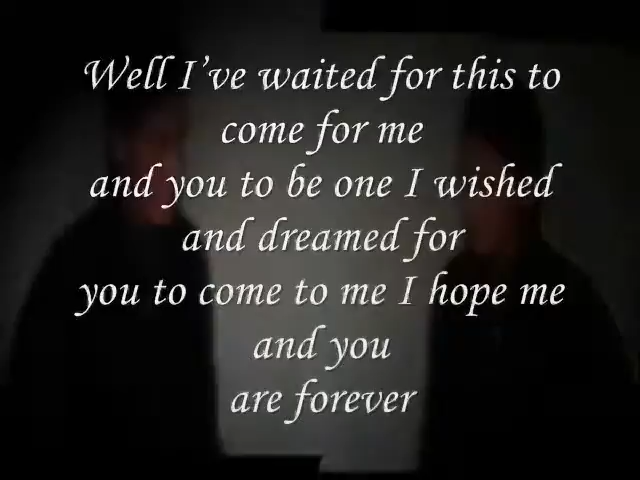 Well I've waited for this to
come for me
and you to be one I wished
and dreamed for
you to come to me I hope me
and you
are forever